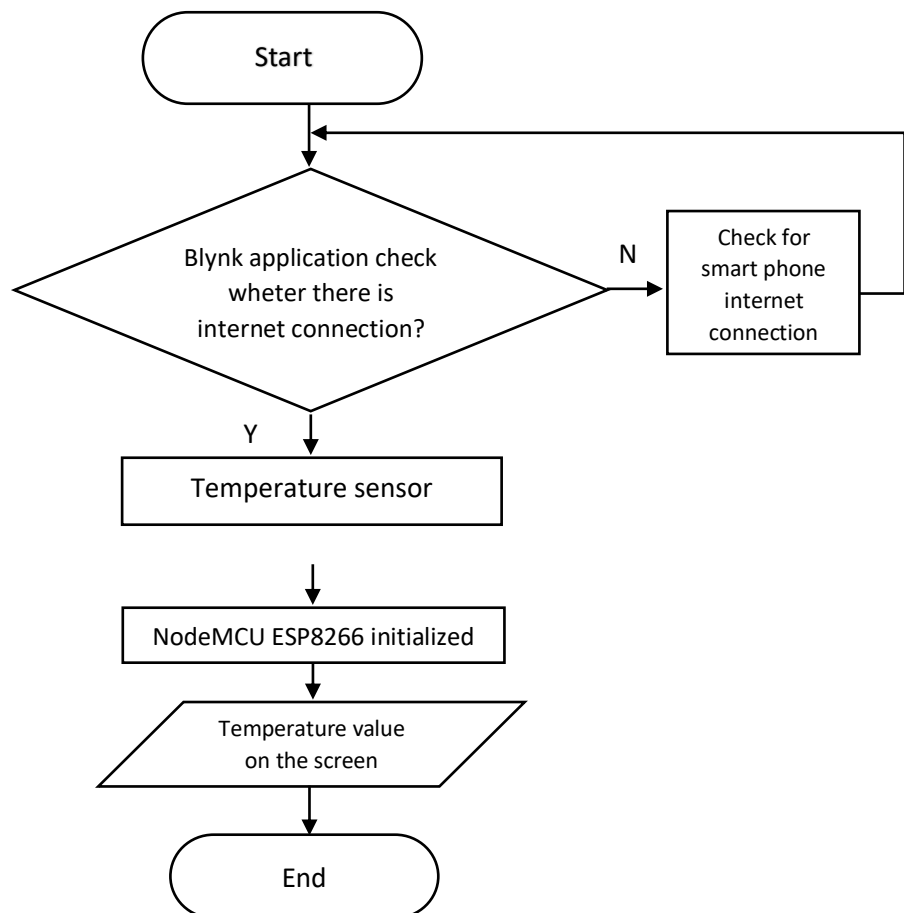 Start
Blynk application check
wheter there is
internet connection?
N
Check for
smart phone
internet
connection
Y
Temperature sensor
NodeMCU ESP8266 initialized
Temperature value
on the screen
End